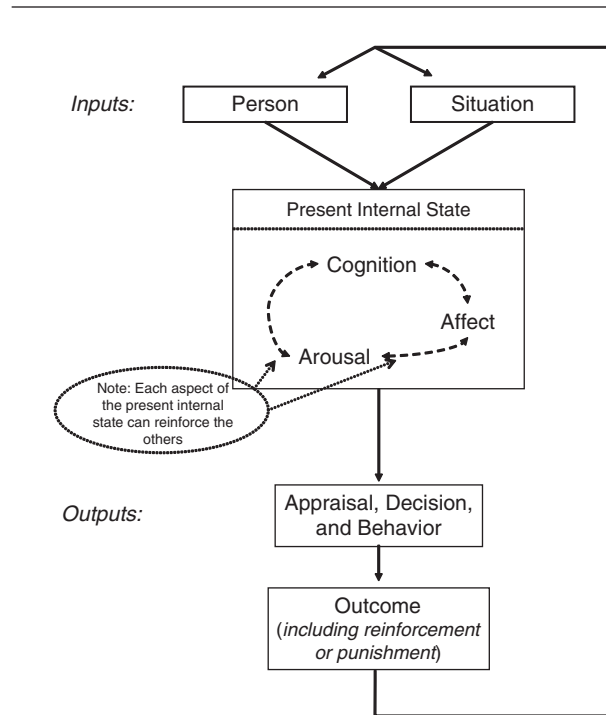 Inputs:
Person
Situation
Present Internal State
Cognition
Affect
Arousal
Note: Each aspect of
the present internal
state can reinforce the
others
Outputs:
Appraisal, Decision,
and Behavior
Outcome
(including reinforcement
or punishment)